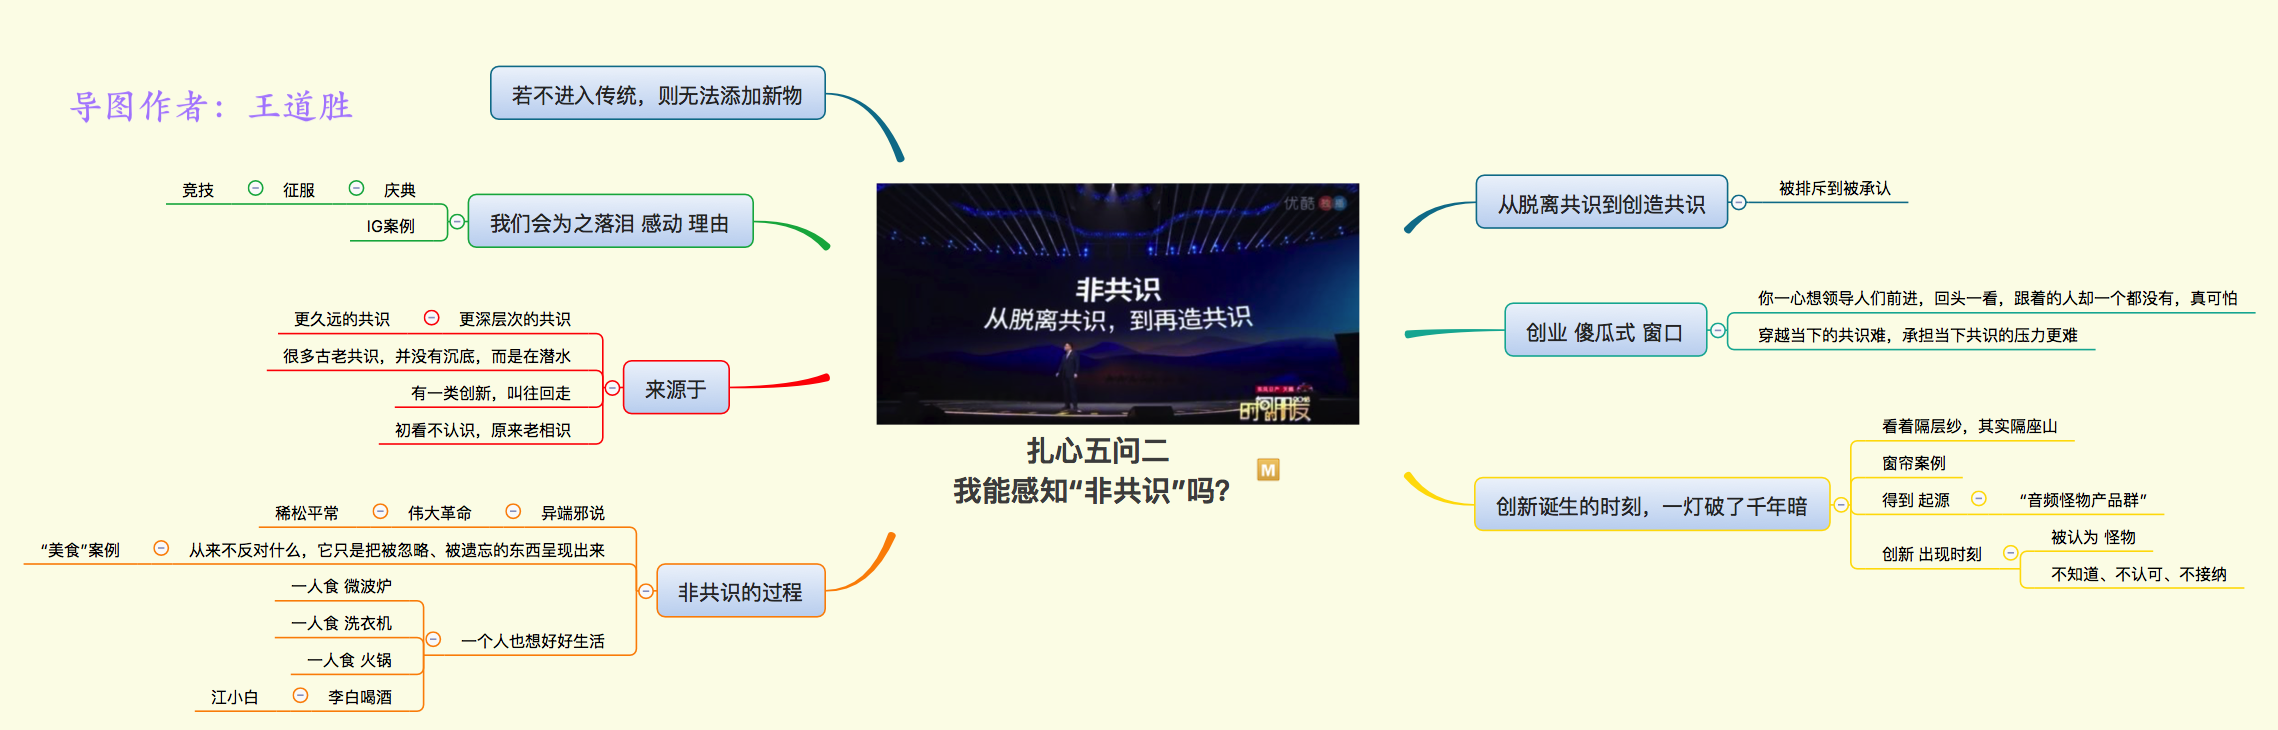 导图作者：王道胜
若不进入传统，则无法添加新物
我们会为之落泪 感动 理由
庆典
征服
竞技
IG案例
来源于
更深层次的共识
更久远的共识
很多古老共识，并没有沉底，而是在潜水
有一类创新，叫往回走
初看不认识，原来老相识
非共识的过程
异端邪说
伟大革命
稀松平常
从来不反对什么，它只是把被忽略、被遗忘的东西呈现出来
“美食”案例
一个人也想好好生活
一人食 微波炉
一人食 洗衣机
一人食 火锅
李白喝酒
江小白
优酷
非共识
从脱离共识，到再造共识
时间的朋友
2018
扎心五问二
我能感知“非共识”吗？
M
从脱离共识到创造共识
被排斥到被承认
创业 傻瓜式 窗口
你一心想领导人们前进，回头一看，跟着的人却一个都没有，真可怕
穿越当下的共识难，承担当下共识的压力更难
创新诞生的时刻，一灯破了千年暗
看着隔层纱，其实隔座山
窗帘案例
得到 起源
“音频怪物产品群”
创新 出现时刻
被认为 怪物
不知道、不认可、不接纳